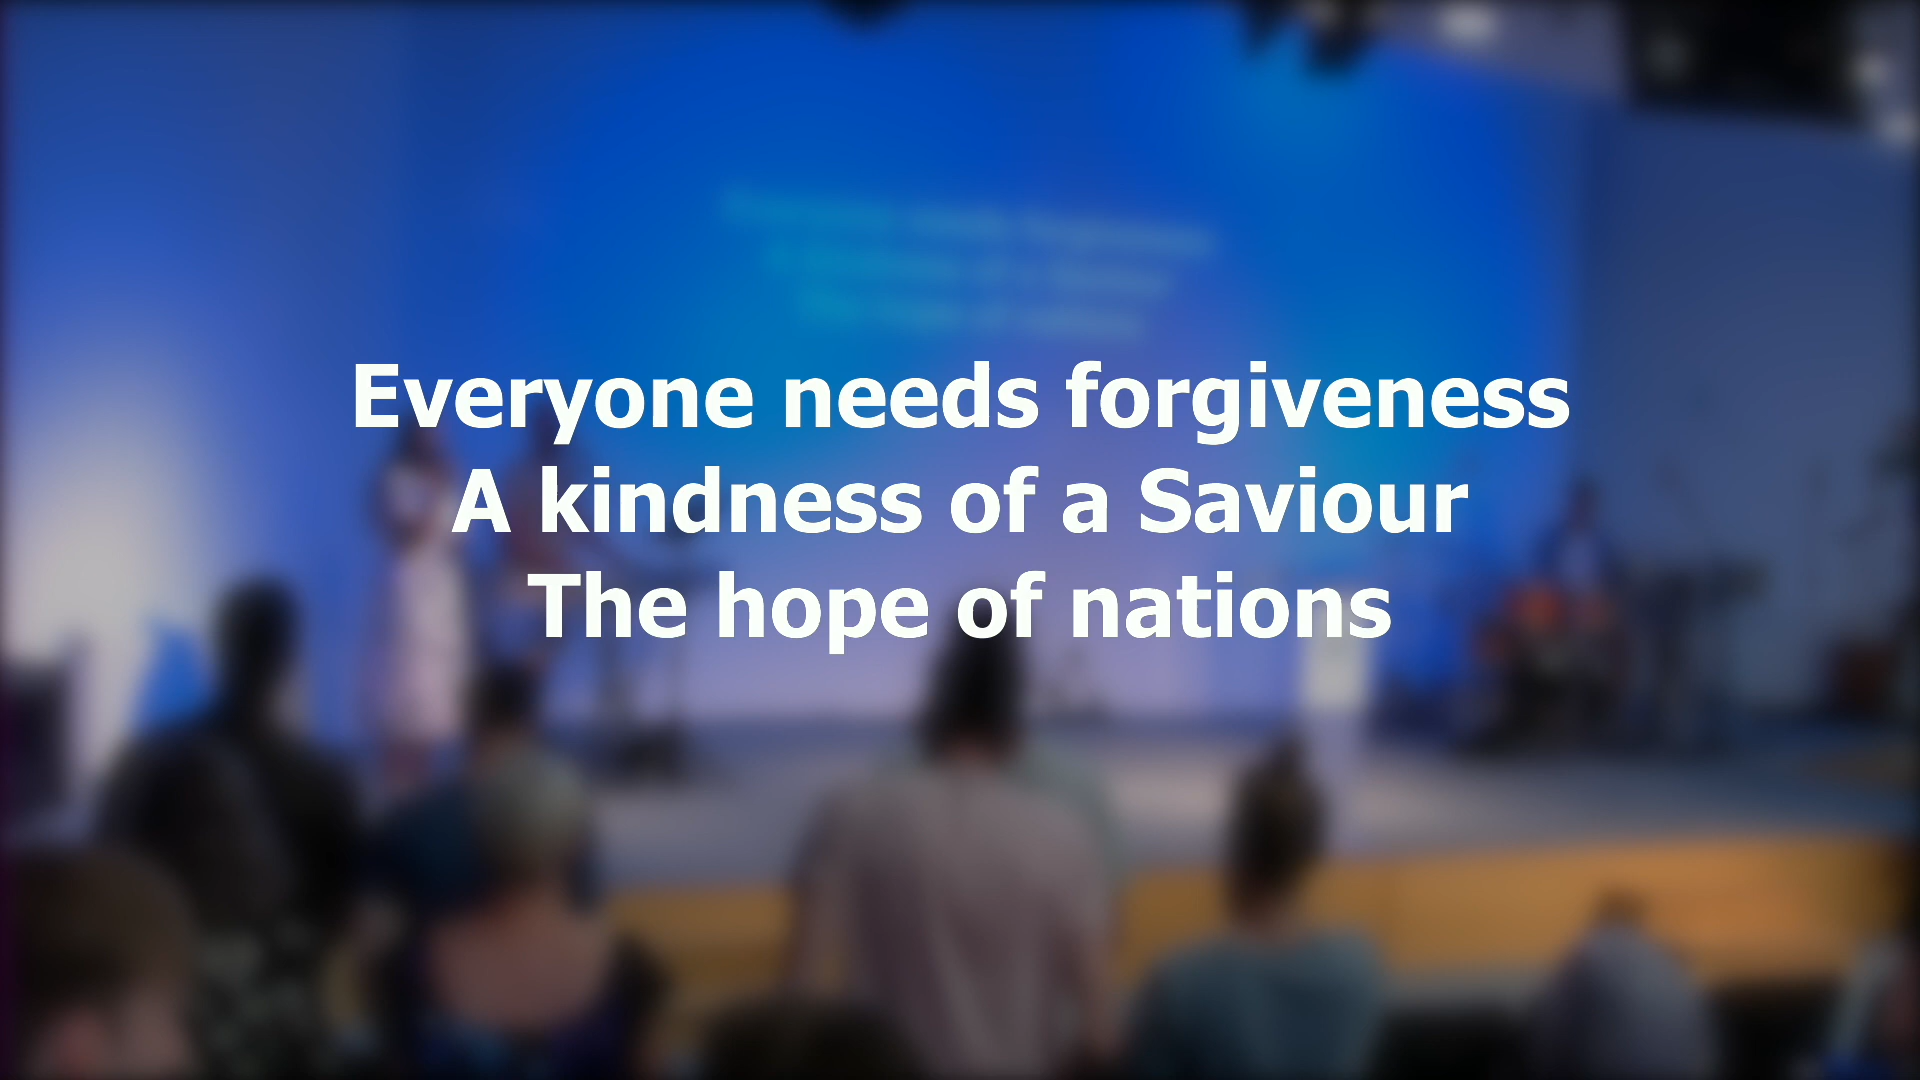 Everyone needs forgiveness
A kindness of a Saviour
The hope of nations